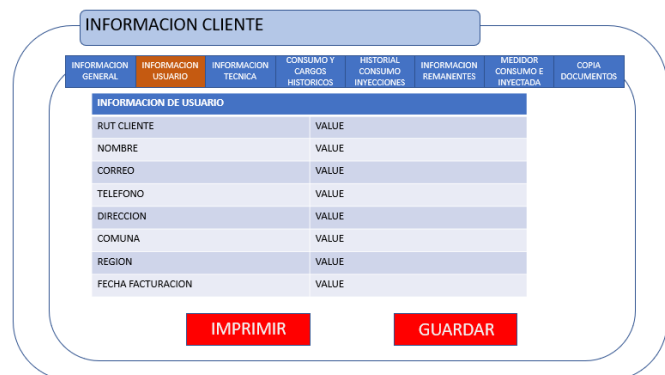 INFORMACION CLIENTE
INFORMACION GENERAL
INFORMACION USUARIO
INFORMACION TECNICA
CONSUMO Y CARGOS HISTORICOS
HISTORIAL CONSUMO INYECCIONES
INFORMACION REMANENTES
MEDIDOR CONSUMO E INYECTADA
COPIA DOCUMENTOS
INFORMACION DE USUARIO
RUT CLIENTE VALUE
NOMBRE VALUE
CORREO VALUE
TELEFONO VALUE
DIRECCION VALUE
COMUNA VALUE
REGION VALUE
FECHA FACTURACION VALUE
IMPRIMIR GUARDAR